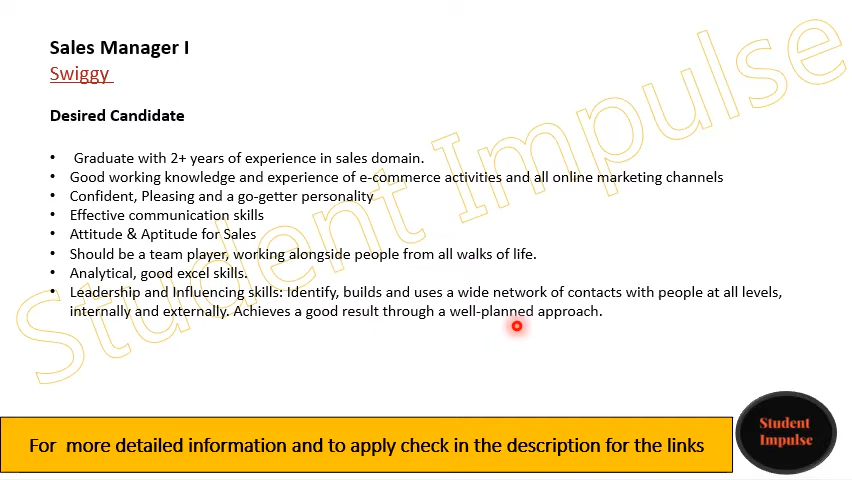 Sales Manager I
Swiggy
Desired Candidate
• Graduate with 2+ years of experience in sales domain.
• Good working knowledge and experience of e-commerce activities and all online marketing channels
• Confident, Pleasing and a go-getter personality
• Effective communication skills
• Attitude & Aptitude for Sales
• Should be a team player, working alongside people from all walks of life.
• Analytical, good excel skills.
• Leadership and Influencing skills: Identify, builds and uses a wide network of contacts with people at all levels,
internally and externally. Achieves a good result through a well-planned approach.
Student Impulse
For more detailed information and to apply check in the description for the links
Student
Impulse